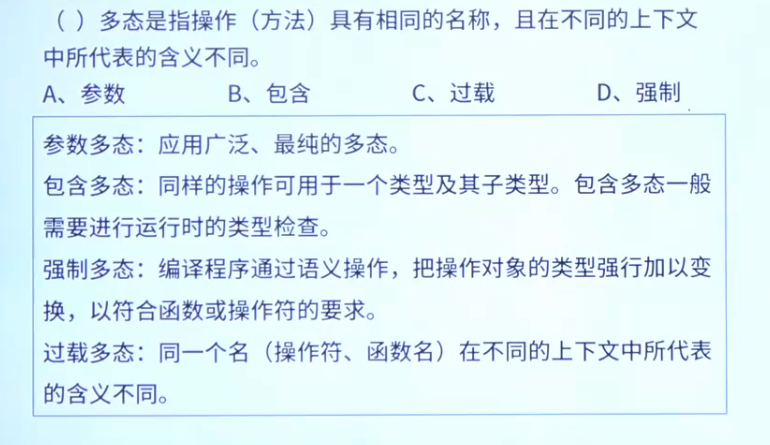 （ ）多态是指操作（方法）具有相同的名称，且在不同的上下文
中所代表的含义不同。
A、参数 B、包含 C、过载 D、强制
参数多态：应用广泛、最纯的多态。
包含多态：同样的操作可用于一个类型及其子类型。包含多态一般
需要进行运行时的类型检查。
强制多态：编译程序通过语义操作，把操作对象的类型强行加以变
换，以符合函数或操作符的要求。
过载多态：同一个名（操作符、函数名）在不同的上下文中所代表
的含义不同。